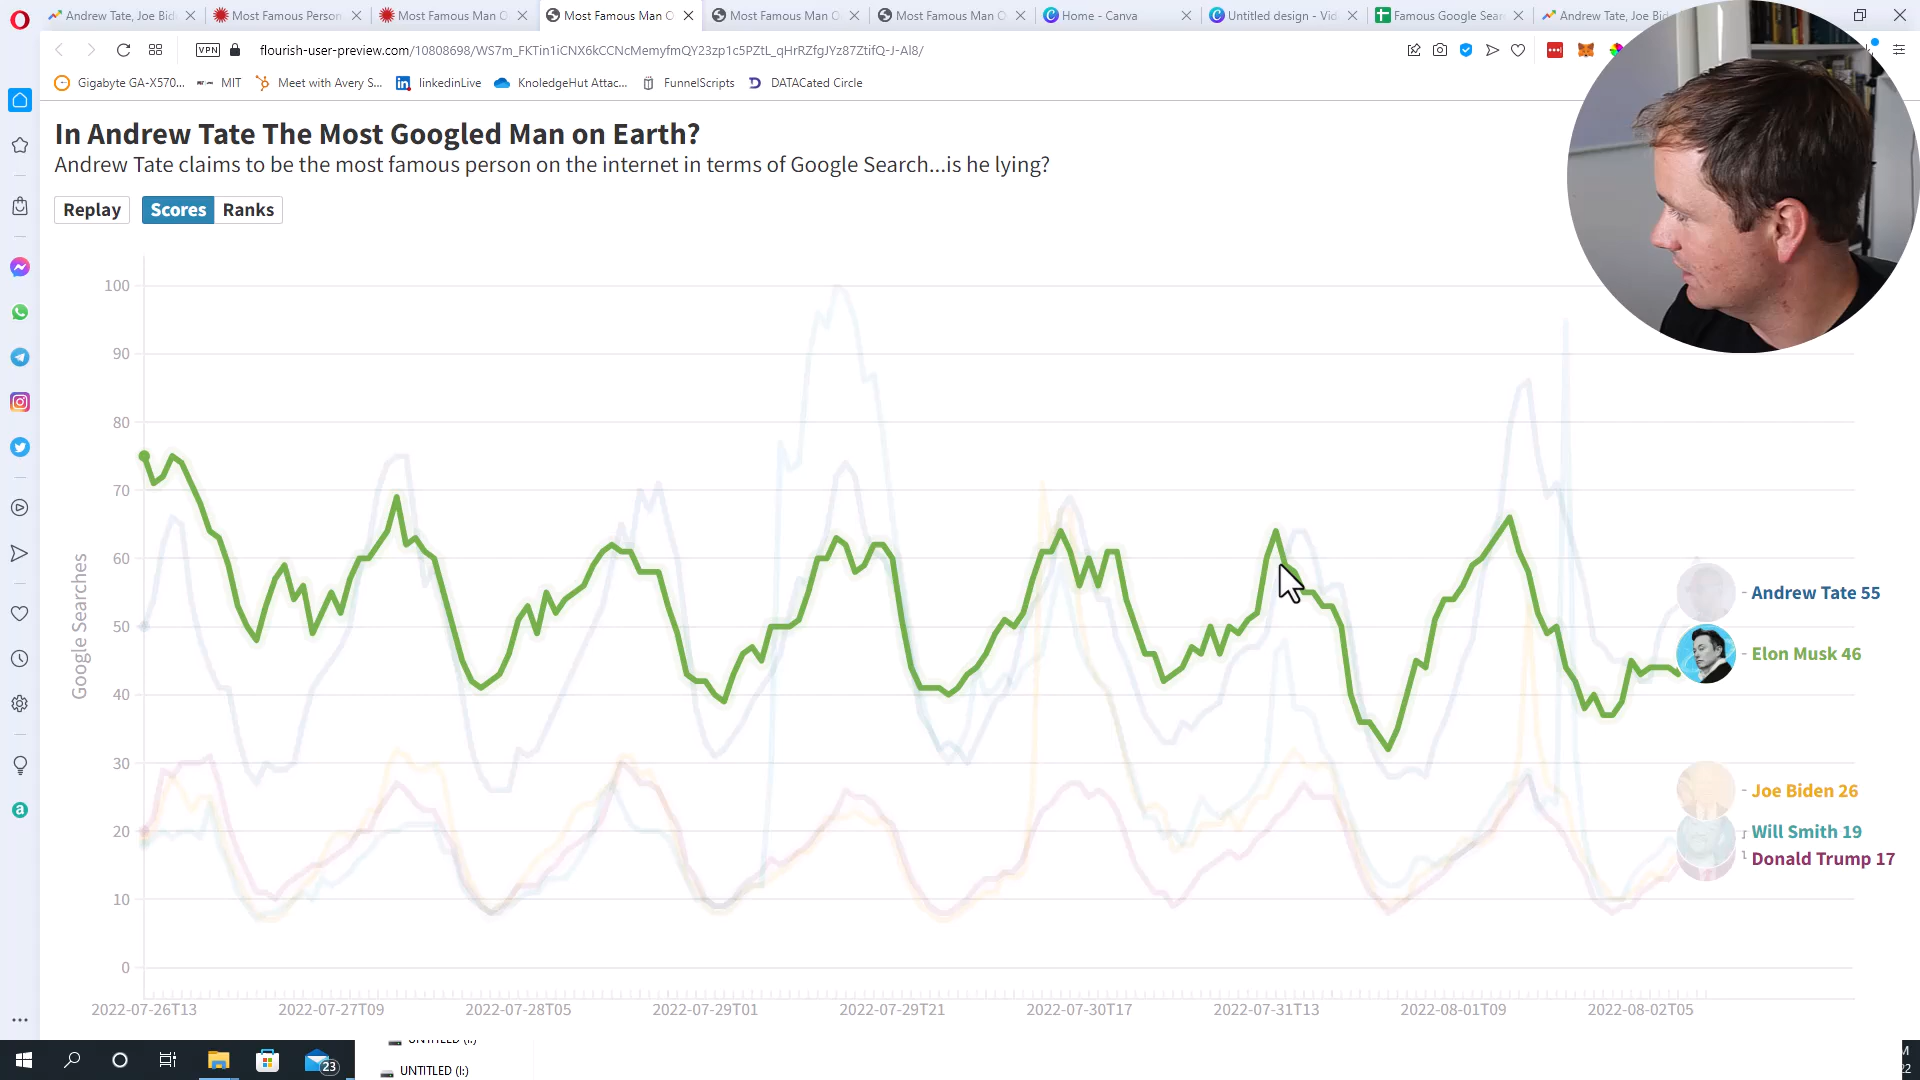 Andrew Tate, Joe Bid
Most Famous Person
Most Famous Man O
Most Famous Man O
Most Famous Man O
Most Famous Man O
Home - Canva
Untitled design - Vid
Famous Google Sear
Andrew Tate, Joe Bid
VPN
flourish-user-preview.com/10808698/WS7m_FKTin1iCNX6kCCNcMemyfmQY23zp1c5PZtL_qHrRZfgJYz87ZtifQ-J-Al8/
Gigabyte GA-X570...
MIT
Meet with Avery S...
linkedinLive
KnoledgeHut Attac...
FunnelScripts
DATACated Circle
In Andrew Tate The Most Googled Man on Earth?
Andrew Tate claims to be the most famous person on the internet in terms of Google Search...is he lying?
Replay
Scores
Ranks
100
90
80
70
60
50
40
30
20
10
0
Google Searches
Andrew Tate 55
Elon Musk 46
Joe Biden 26
Will Smith 19
Donald Trump 17
2022-07-26T13
2022-07-27T09
2022-07-28T05
2022-07-29T01
2022-07-29T21
2022-07-30T17
2022-07-31T13
2022-08-01T09
2022-08-02T05
23
UNTITLED (I:)
UNTITLED (I:)
M
22